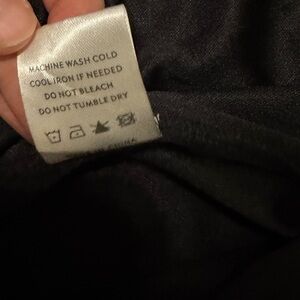 MACHINE WASH COLD
COOL IRON IF NEEDED
DO NOT BLEACH
DO NOT TUMBLE DRY